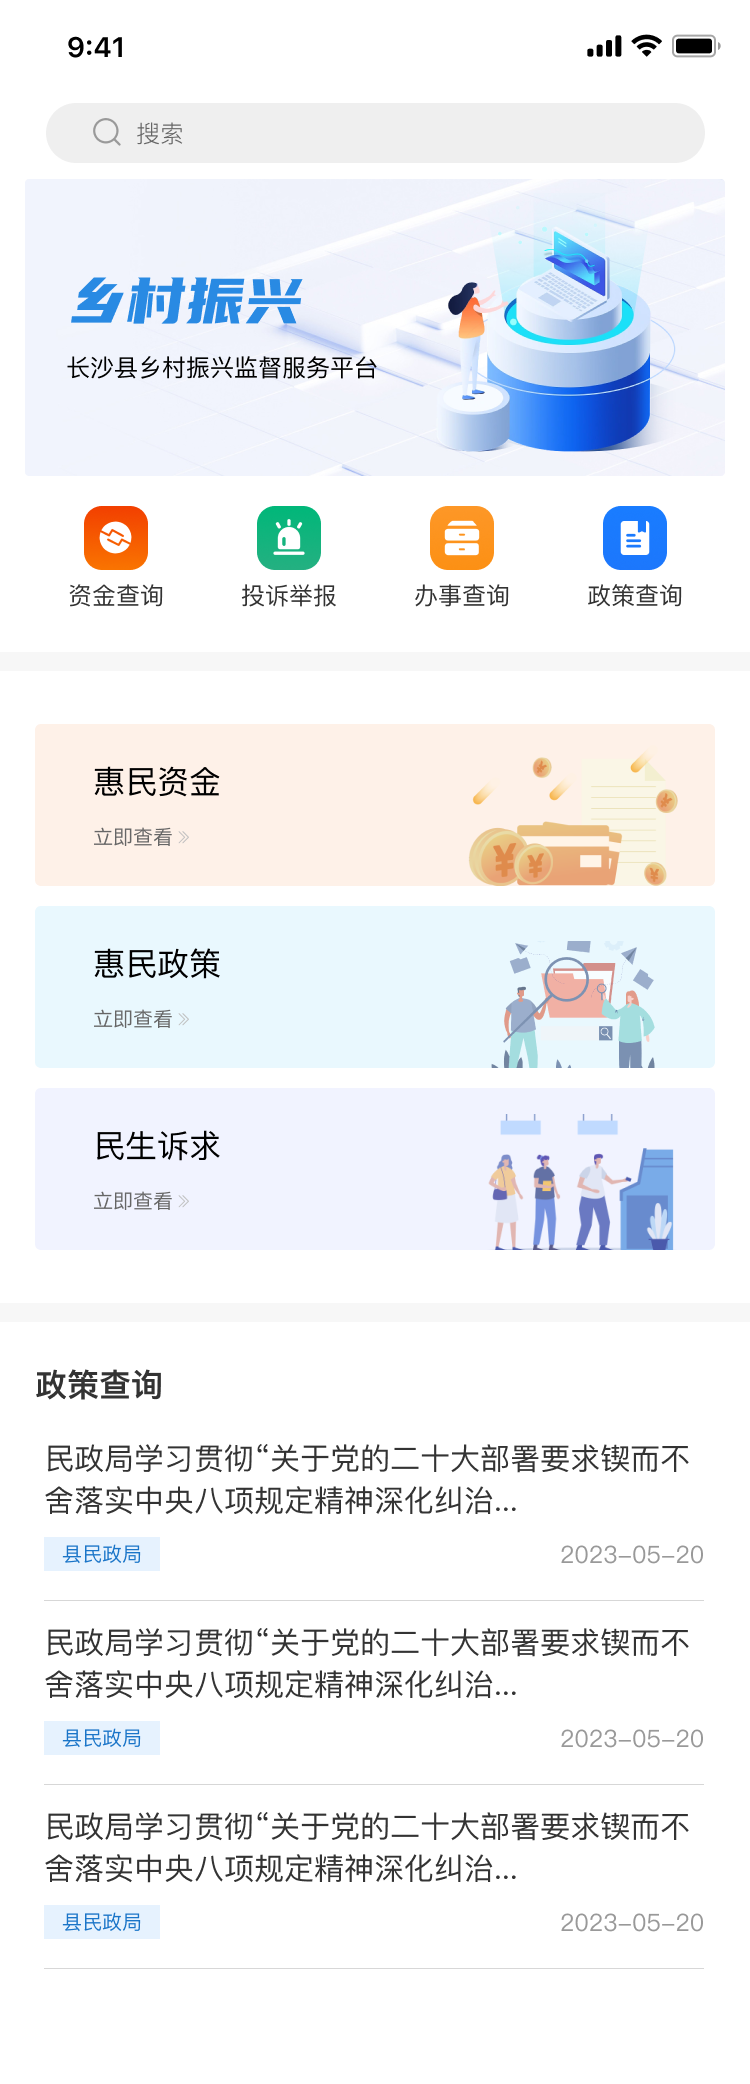 9:41
搜索
乡村振兴
长沙县乡村振兴监督服务平台
资金查询
投诉举报
办事查询
政策查询
惠民资金
立即查看
惠民政策
立即查看
民生诉求
立即查看
政策查询
民政局学习贯彻“关于党的二十大部署要求锲而不
舍落实中央八项规定精神深化纠治...
县民政局
2023-05-20
民政局学习贯彻“关于党的二十大部署要求锲而不
舍落实中央八项规定精神深化纠治...
县民政局
2023-05-20
民政局学习贯彻“关于党的二十大部署要求锲而不
舍落实中央八项规定精神深化纠治...
县民政局
2023-05-20